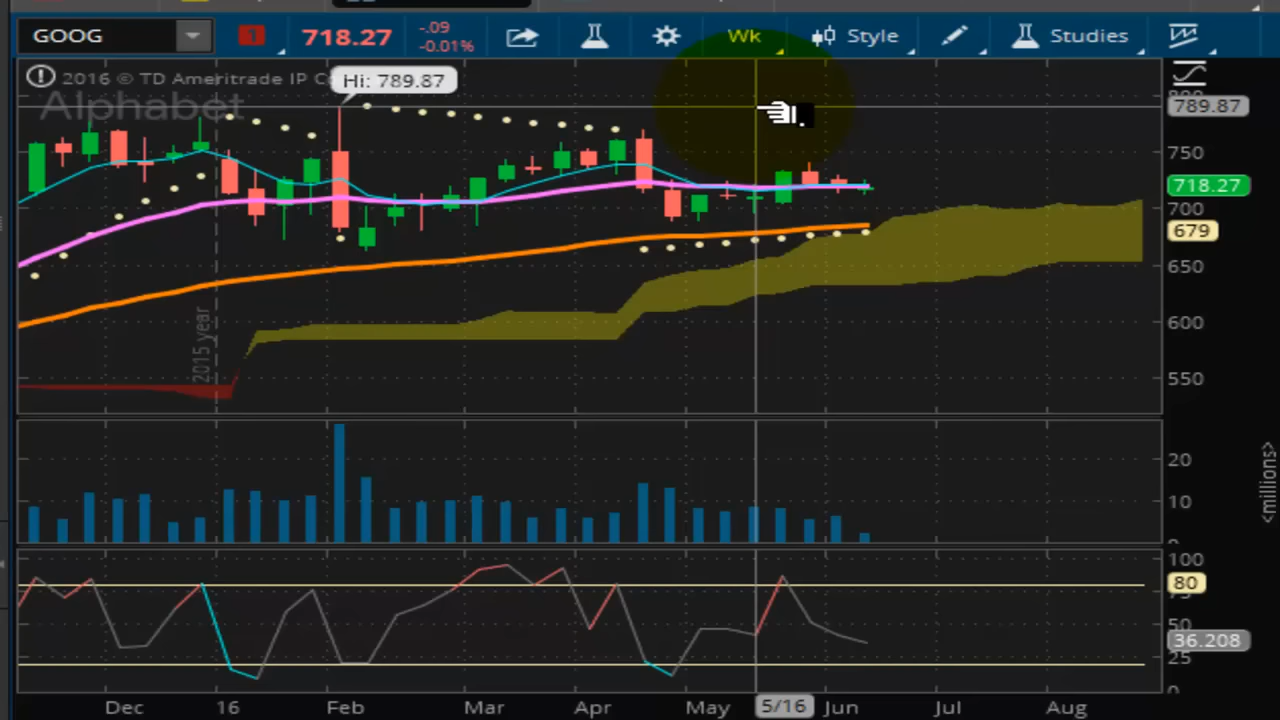 GOOG 1 718.27 -.09 -0.01% Wk Style Studies
2016 © TD Ameritrade IP C
Hi: 789.87
Alphabet
789.87
750
718.27
700
679
650
600
550
2015 year
20
10
<millions>
100
80
50
36.208
25
0
Dec 16 Feb Mar Apr May 5/16 Jun Jul Aug